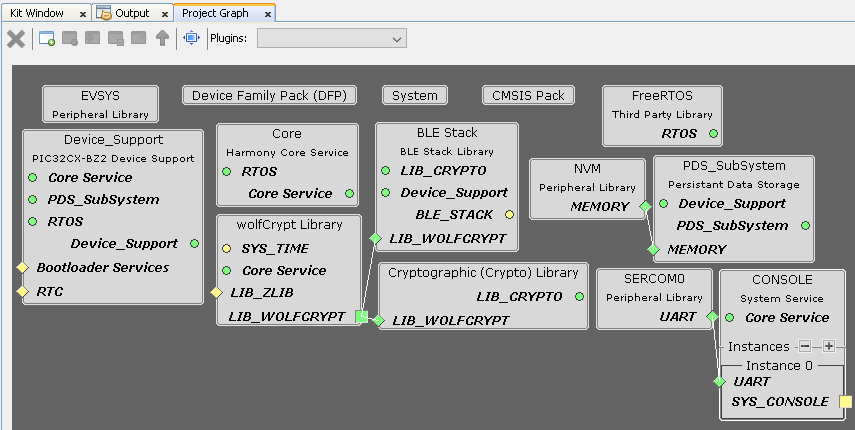 Kit Window
Output
Project Graph
Plugins:
EVSYS
Peripheral Library
Device Family Pack (DFP)
System
CMSIS Pack
FreeRTOS
Third Party Library
RTOS
Device_Support
PIC32CX-BZ2 Device Support
Core Service
PDS_SubSystem
RTOS
Device_Support
Bootloader Services
RTC
Core
Harmony Core Service
RTOS
Core Service
BLE Stack
BLE Stack Library
LIB_CRYPTO
Device_Support
BLE_STACK
LIB_WOLFCRYPT
NVM
Peripheral Library
MEMORY
PDS_SubSystem
Persistant Data Storage
Device_Support
PDS_SubSystem
MEMORY
wolfCrypt Library
SYS_TIME
Core Service
LIB_ZLIB
LIB_WOLFCRYPT
Cryptographic (Crypto) Library
LIB_CRYPTO
LIB_WOLFCRYPT
SERCOM0
Peripheral Library
UART
CONSOLE
System Service
Core Service
Instances
Instance 0
UART
SYS_CONSOLE